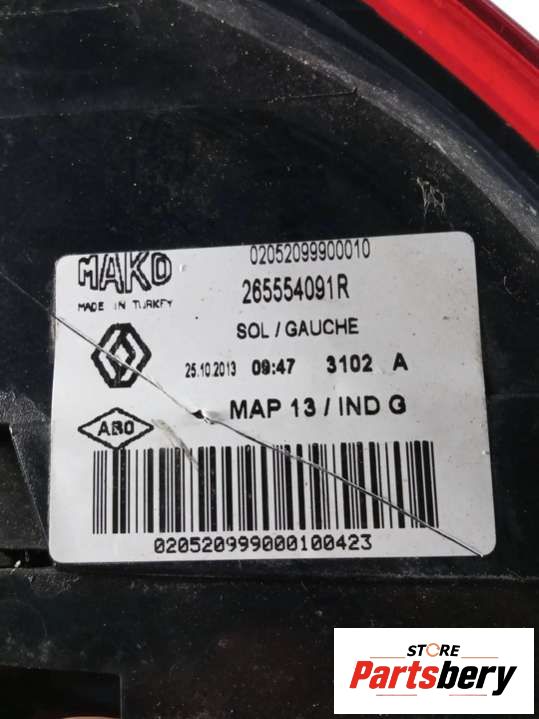 MAKO
MADE IN TURKEY
02052099900010
265554091R
SOL / GAUCHE
25.10.2013 09:47 3102 A
MAP 13 / IND G
ABO
020520999000100423
STORE
Partsbery